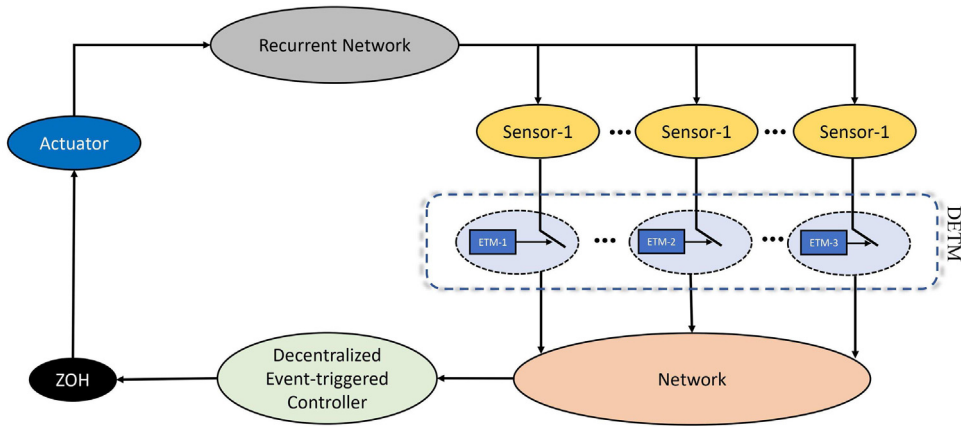 Recurrent Network
Actuator
Sensor-1 ••• Sensor-1 ••• Sensor-1
DETM
ETM-1 ••• ETM-2 ••• ETM-3
ZOH
Decentralized
Event-triggered
Controller
Network